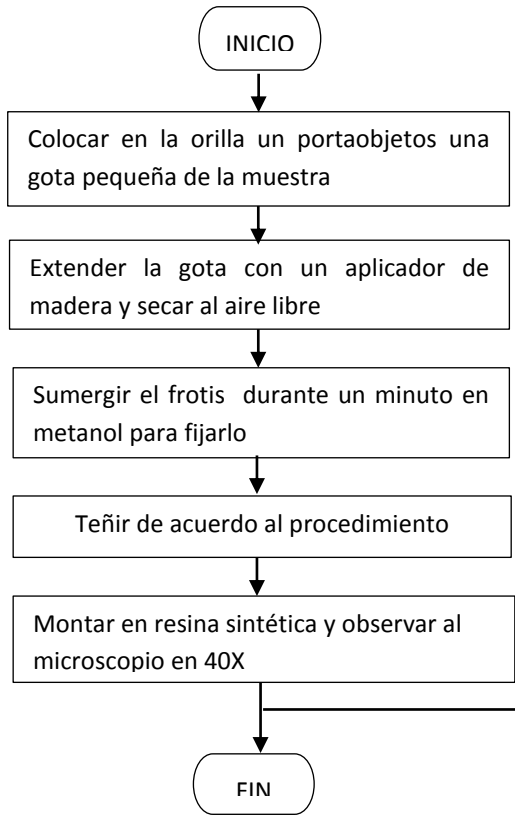 INICIO
Colocar en la orilla un portaobjetos una
gota pequeña de la muestra
Extender la gota con un aplicador de
madera y secar al aire libre
Sumergir el frotis durante un minuto en
metanol para fijarlo
Teñir de acuerdo al procedimiento
Montar en resina sintética y observar al
microscopio en 40X
FIN